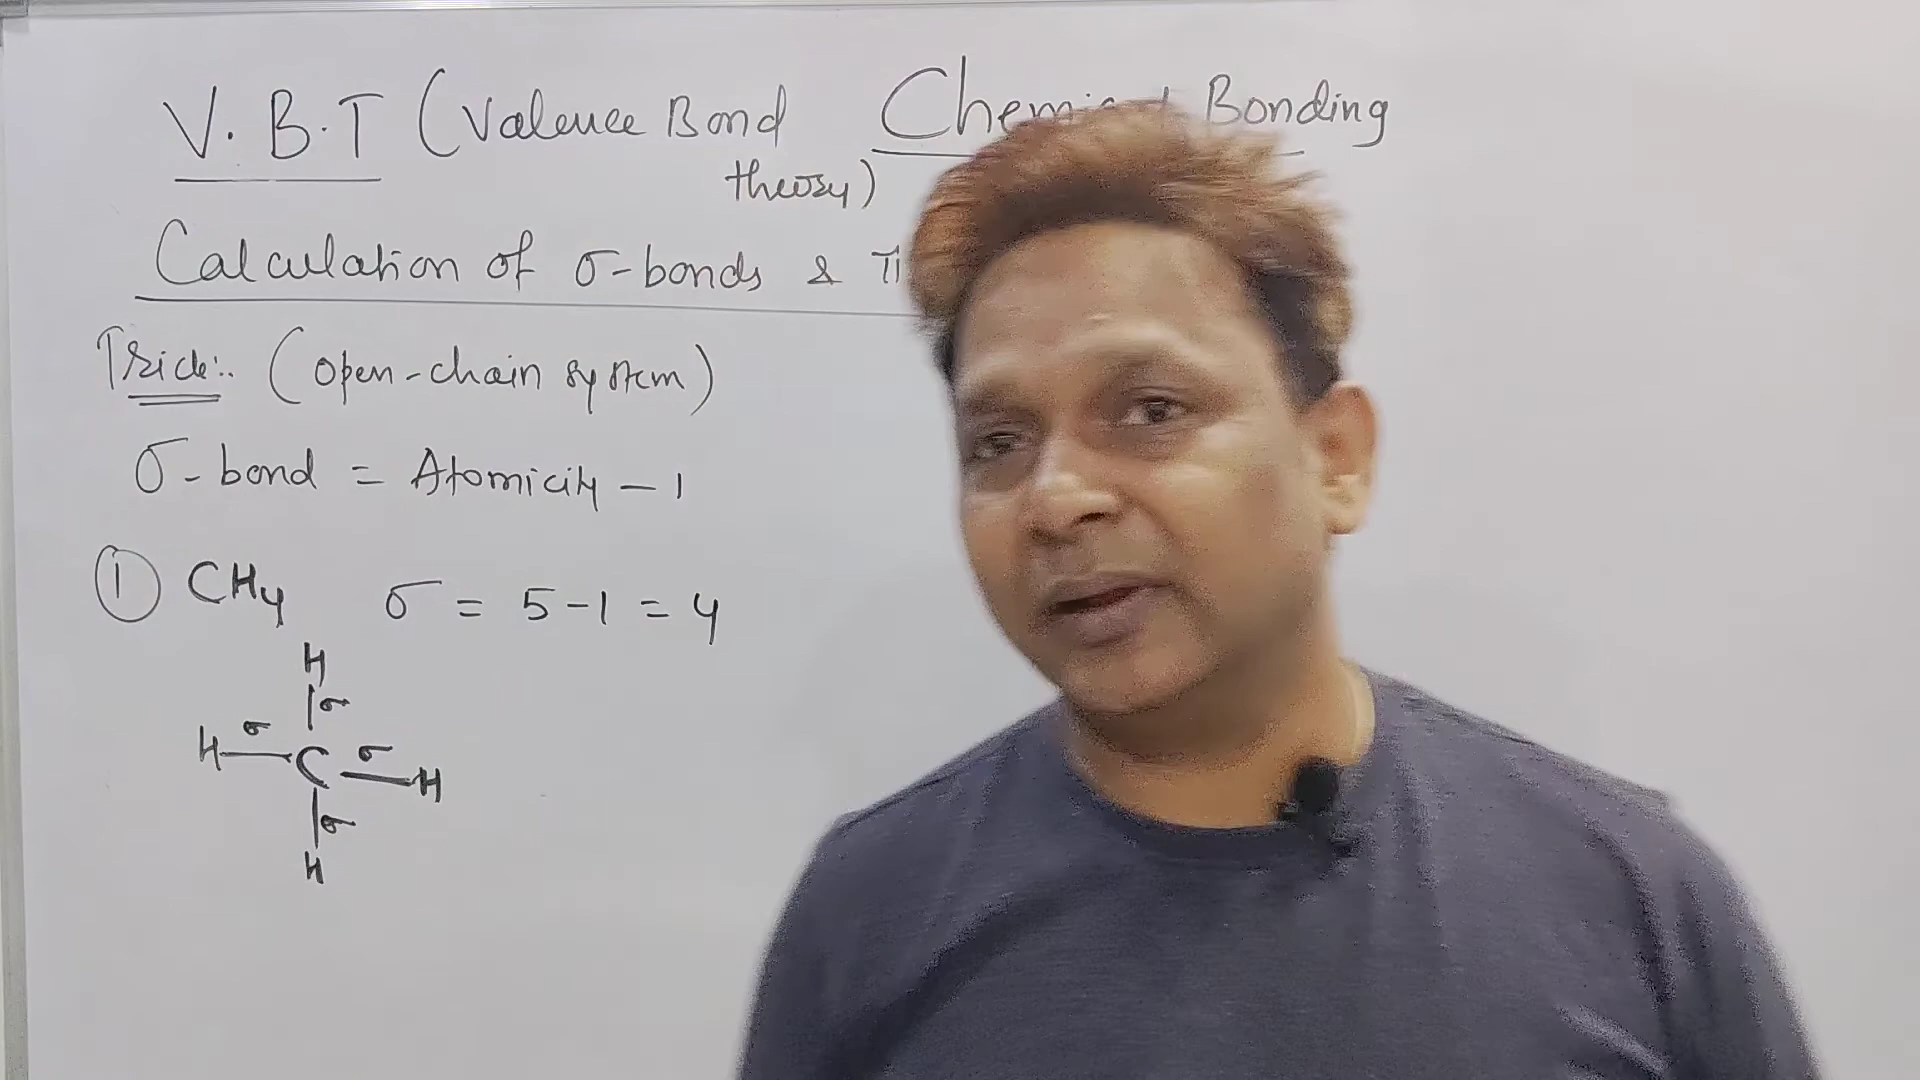 V.B.T (Valence Bond theory)
Bonding
Calculation of σ-bonds &
Trick:. (open-chain system)
σ-bond = Atomicity - 1
① CH4 σ = 5-1 = 4
H
σ
H σ C σ H
σ
H